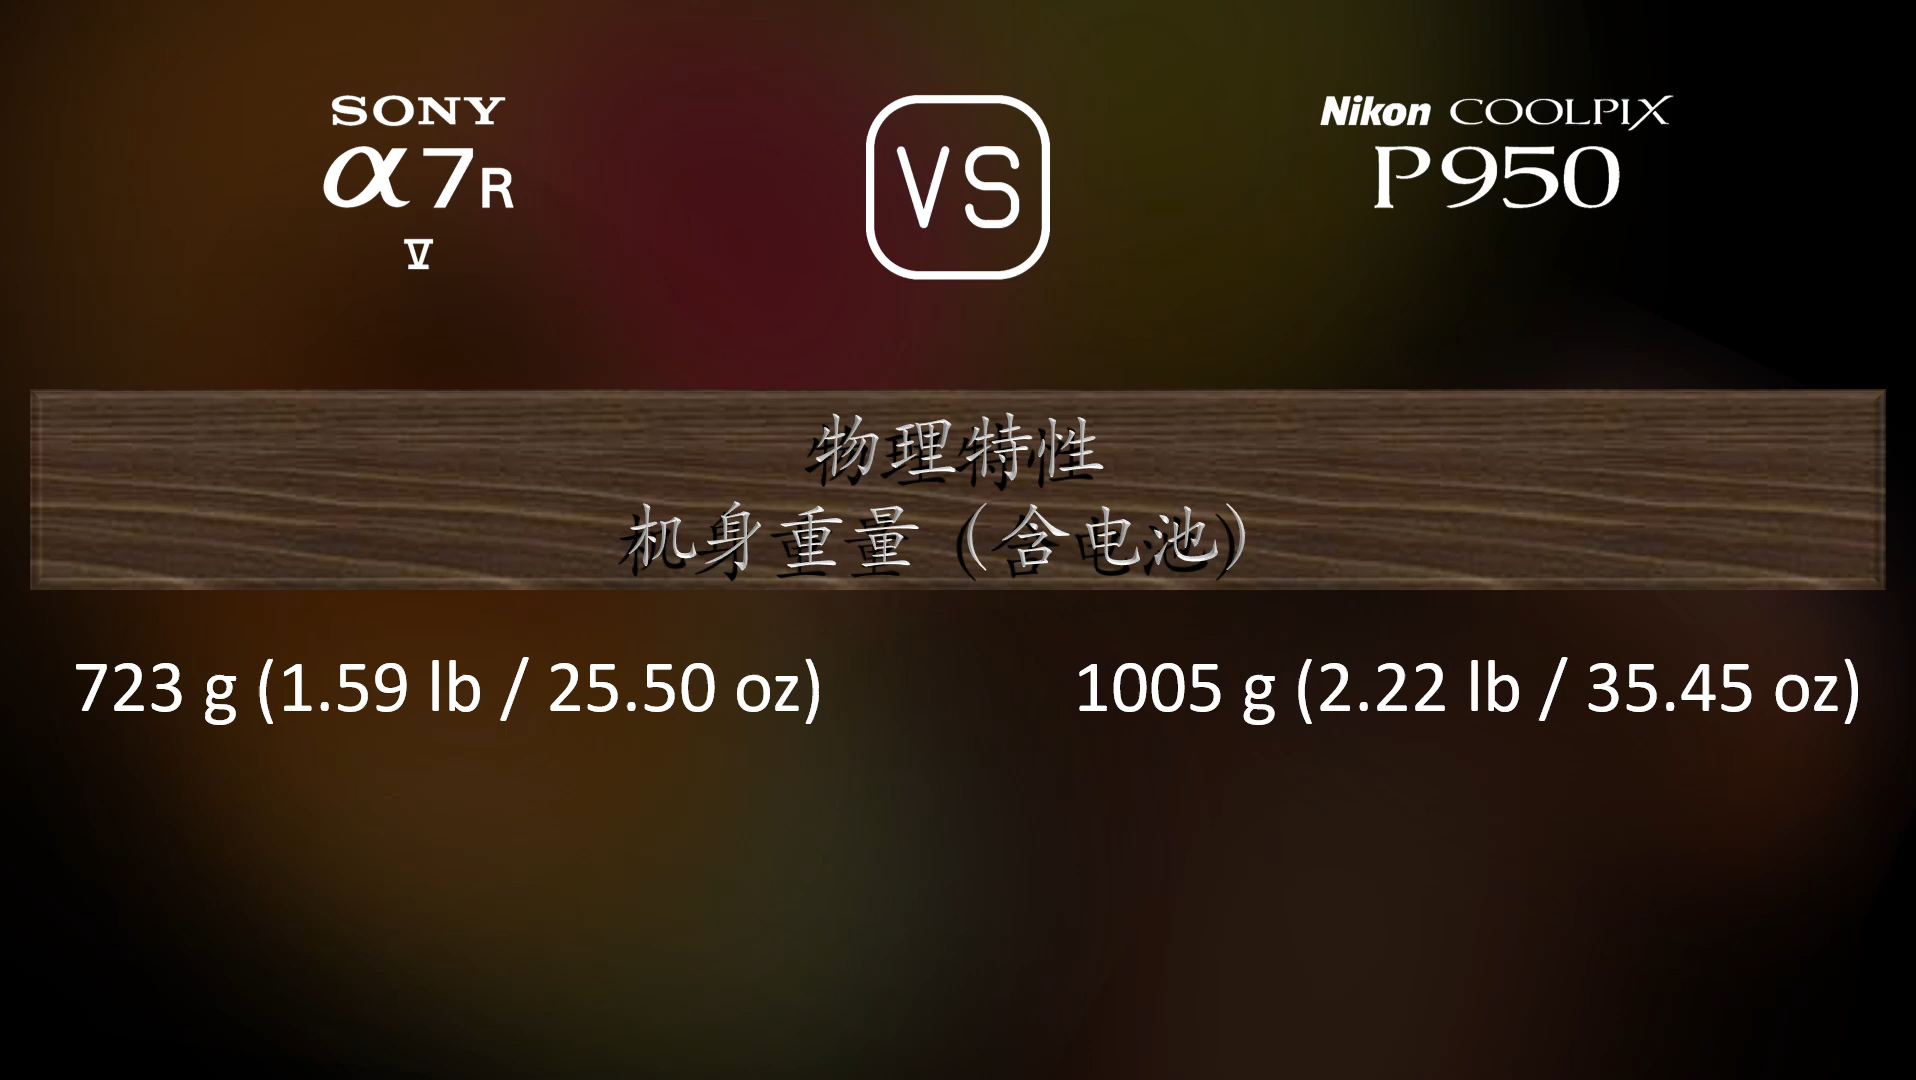 SONY
α7R
V
VS
Nikon COOLPIX
P950
物理特性
机身重量（含电池）
723 g (1.59 lb / 25.50 oz)
1005 g (2.22 lb / 35.45 oz)